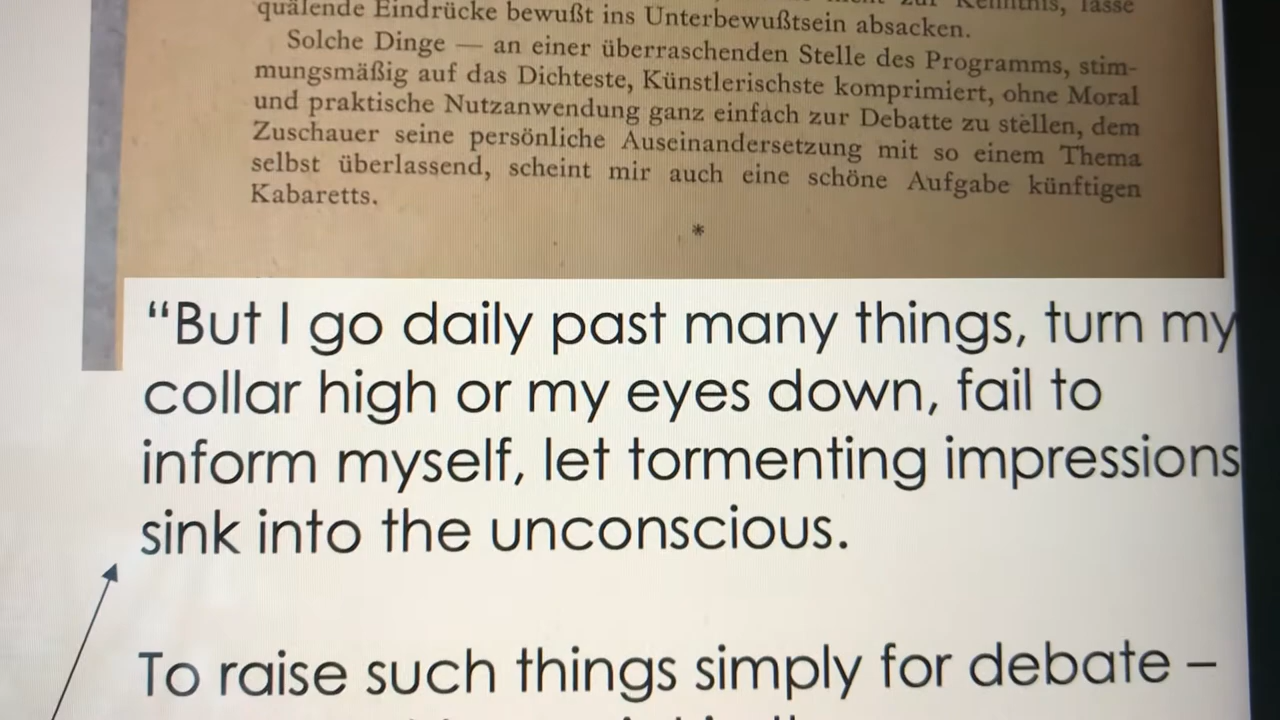 zur Kenntnis, lasse
quälende Eindrücke bewußt ins Unterbewußtsein absacken.
Solche Dinge — an einer überraschenden Stelle des Programms, stim-
mungsmäßig auf das Dichteste, Künstlerischste komprimiert, ohne Moral
und praktische Nutzanwendung ganz einfach zur Debatte zu stellen, dem
Zuschauer seine persönliche Auseinandersetzung mit so einem Thema
selbst überlassend, scheint mir auch eine schöne Aufgabe künftigen
Kabaretts.
*
“But I go daily past many things, turn my
collar high or my eyes down, fail to
inform myself, let tormenting impressions
sink into the unconscious.
To raise such things simply for debate –